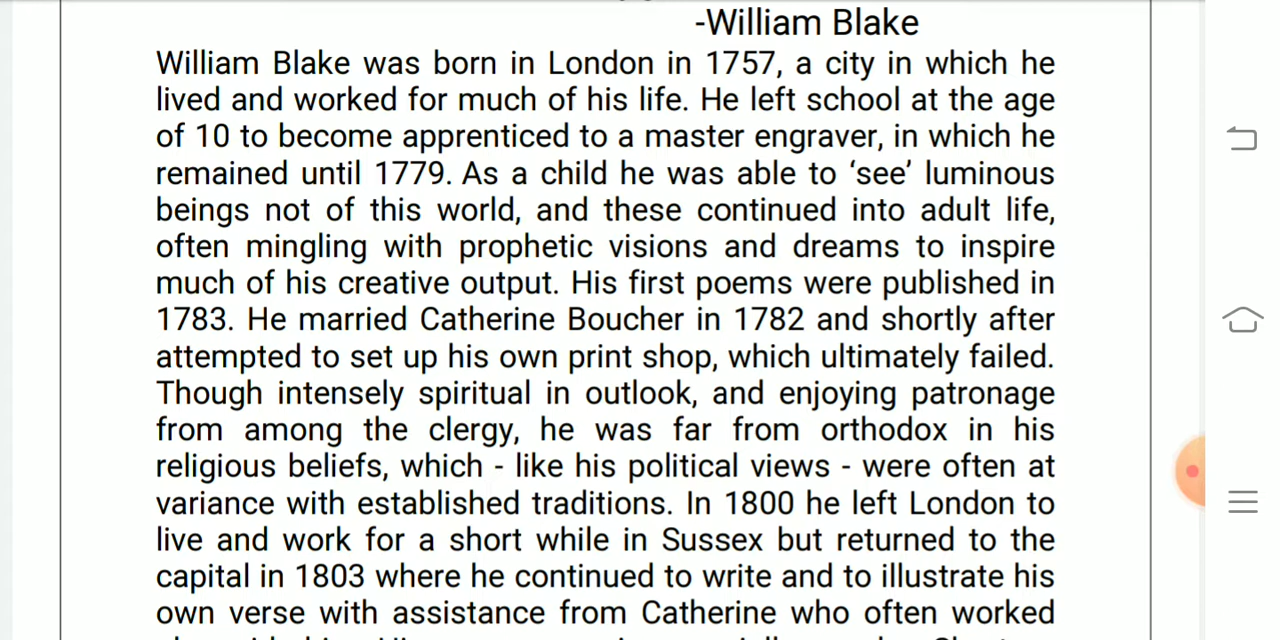 -William Blake
William Blake was born in London in 1757, a city in which he
lived and worked for much of his life. He left school at the age
of 10 to become apprenticed to a master engraver, in which he
remained until 1779. As a child he was able to ‘see’ luminous
beings not of this world, and these continued into adult life,
often mingling with prophetic visions and dreams to inspire
much of his creative output. His first poems were published in
1783. He married Catherine Boucher in 1782 and shortly after
attempted to set up his own print shop, which ultimately failed.
Though intensely spiritual in outlook, and enjoying patronage
from among the clergy, he was far from orthodox in his
religious beliefs, which - like his political views - were often at
variance with established traditions. In 1800 he left London to
live and work for a short while in Sussex but returned to the
capital in 1803 where he continued to write and to illustrate his
own verse with assistance from Catherine who often worked